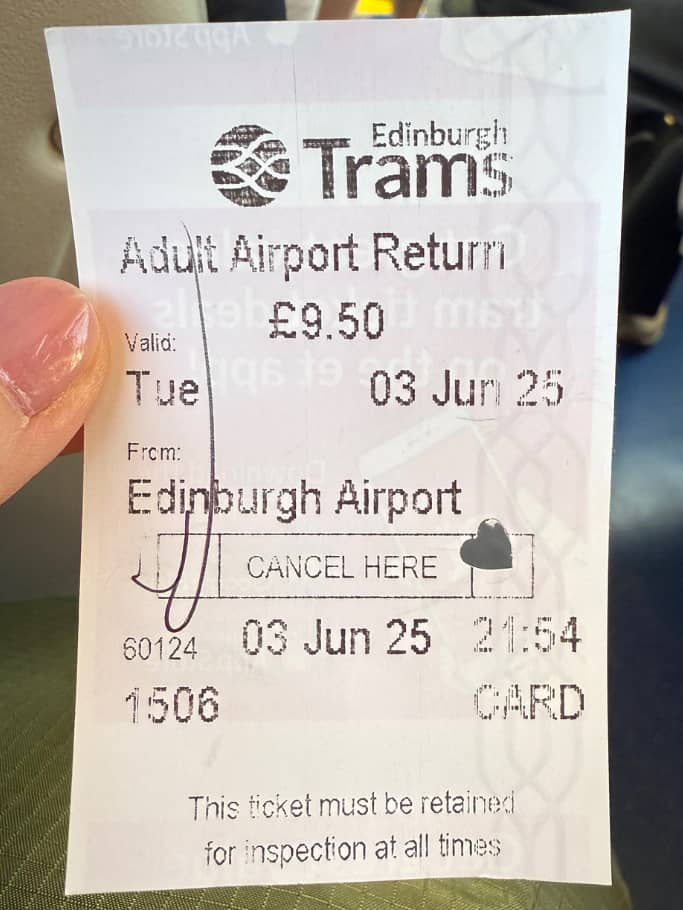 Edinburgh
Trams
Adult Airport Return
£9.50
Valid:
Tue 03 Jun 25
From:
Edinburgh Airport
CANCEL HERE
60124 03 Jun 25 21:54
1506 CARD
This ticket must be retained
for inspection at all times